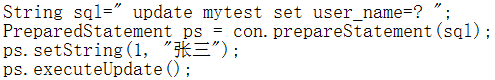 String sql=" update mytest set user_name=? ";
PreparedStatement ps = con.prepareStatement(sql);
ps.setString(1, "张三");
ps.executeUpdate();